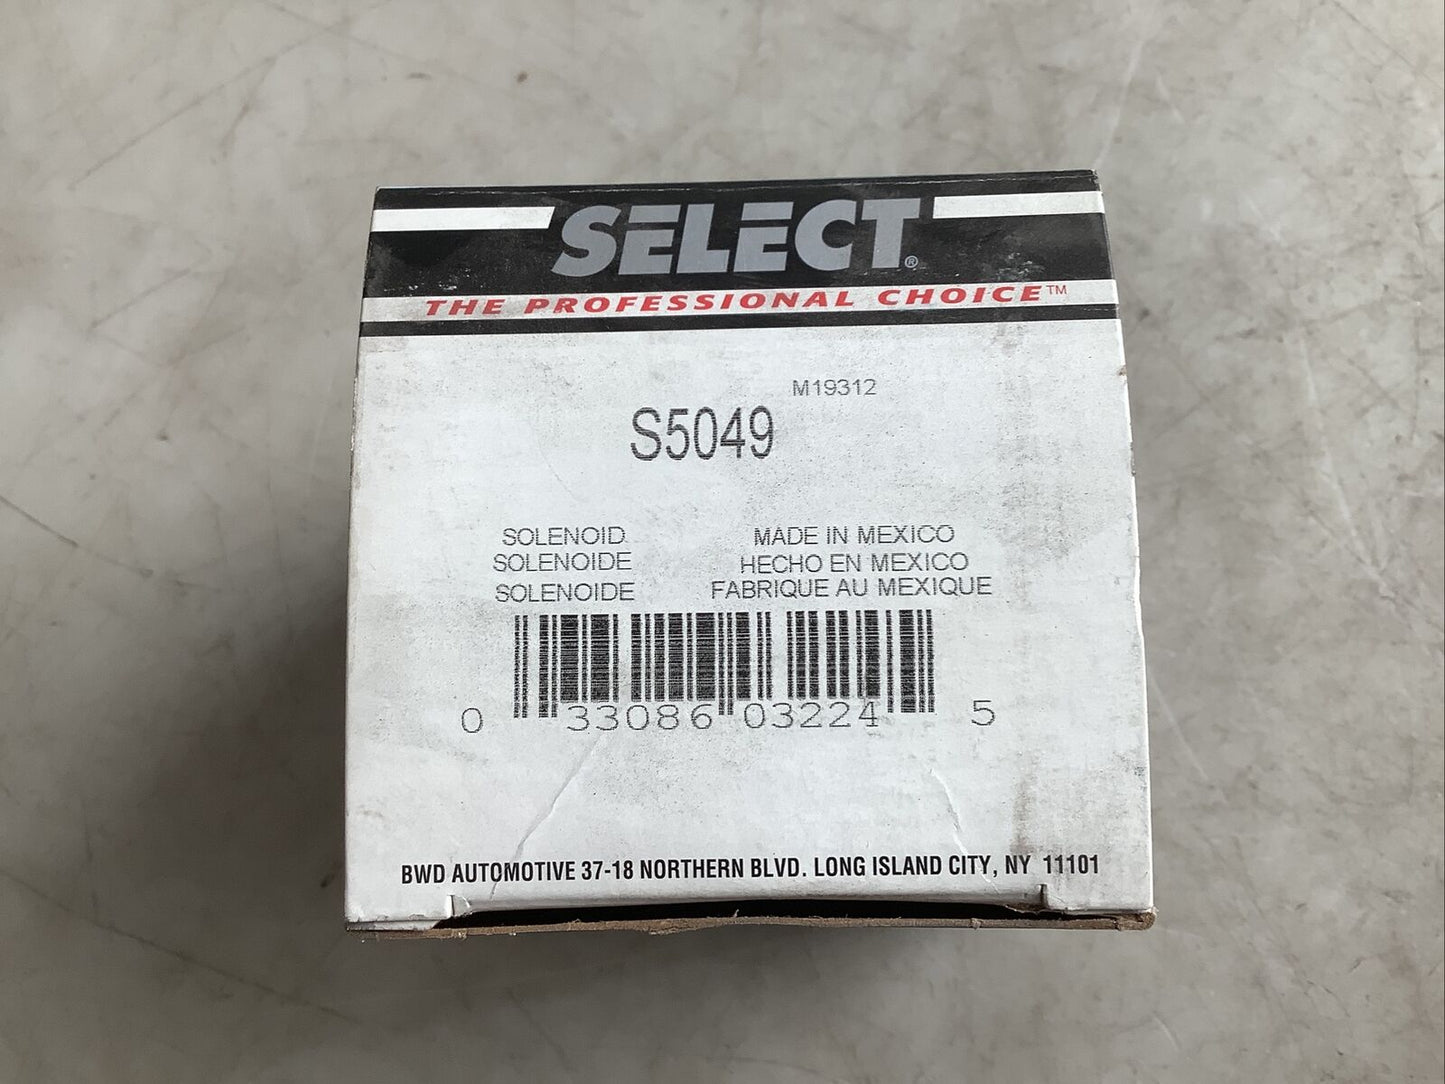 SELECT®
THE PROFESSIONAL CHOICE™
M19312
S5049
SOLENOID MADE IN MEXICO
SOLENOIDE HECHO EN MEXICO
SOLENOIDE FABRIQUE AU MEXIQUE
0 33086 03224 5
BWD AUTOMOTIVE 37-18 NORTHERN BLVD. LONG ISLAND CITY, NY 11101